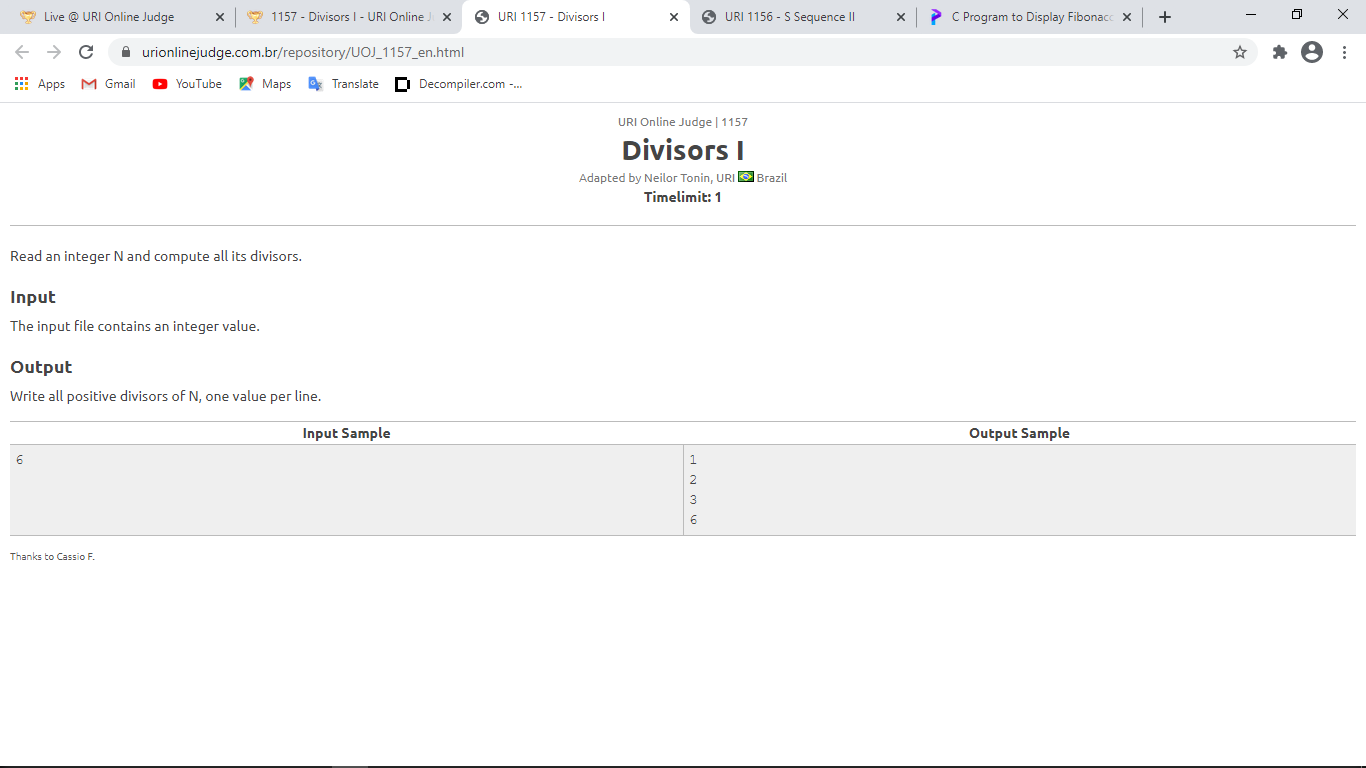 Live @ URI Online Judge
1157 - Divisors I - URI Online J
URI 1157 - Divisors I
URI 1156 - S Sequence II
C Program to Display Fibonacc
urionlinejudge.com.br/repository/UOJ_1157_en.html
Apps Gmail YouTube Maps Translate Decompiler.com -...
URI Online Judge | 1157
Divisors I
Adapted by Neilor Tonin, URI Brazil
Timelimit: 1
Read an integer N and compute all its divisors.
Input
The input file contains an integer value.
Output
Write all positive divisors of N, one value per line.
Input Sample Output Sample
6 1
2
3
6
Thanks to Cassio F.